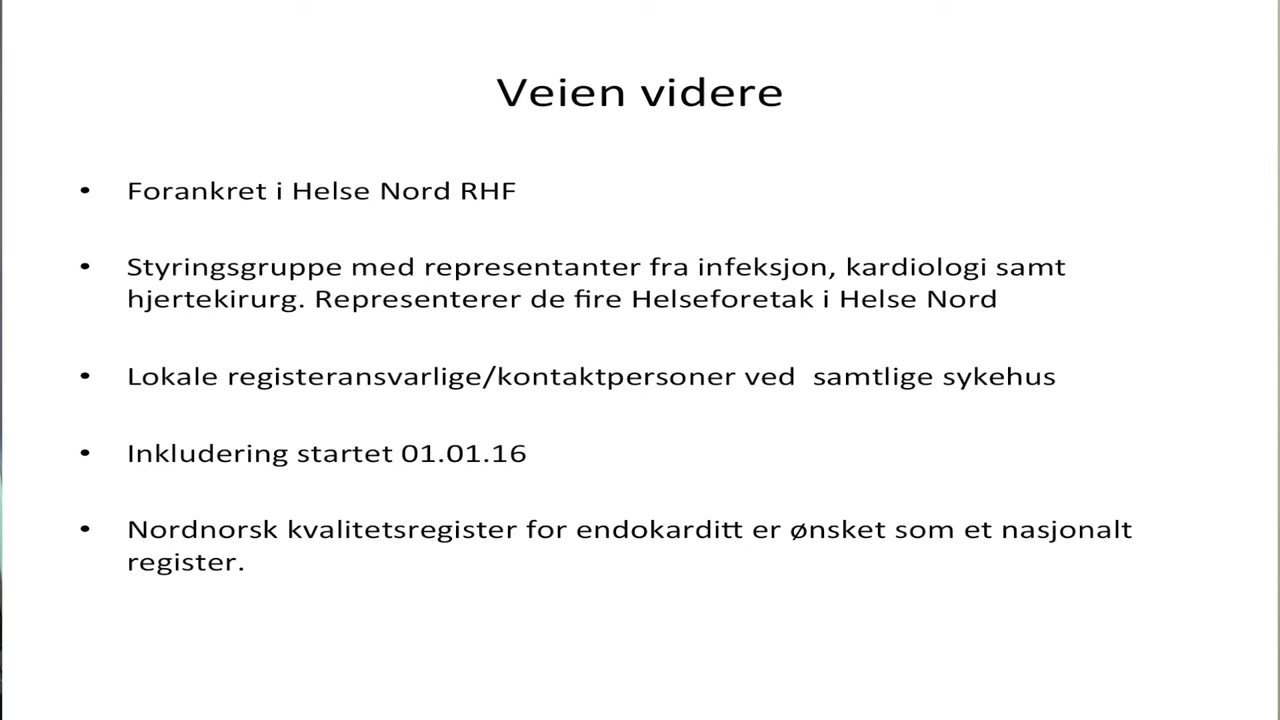 Veien videre
• Forankret i Helse Nord RHF
• Styringsgruppe med representanter fra infeksjon, kardiologi samt
hjertekirurg. Representerer de fire Helseforetak i Helse Nord
• Lokale registeransvarlige/kontaktpersoner ved  samtlige sykehus
• Inkludering startet 01.01.16
• Nordnorsk kvalitetsregister for endokarditt er ønsket som et nasjonalt
register.